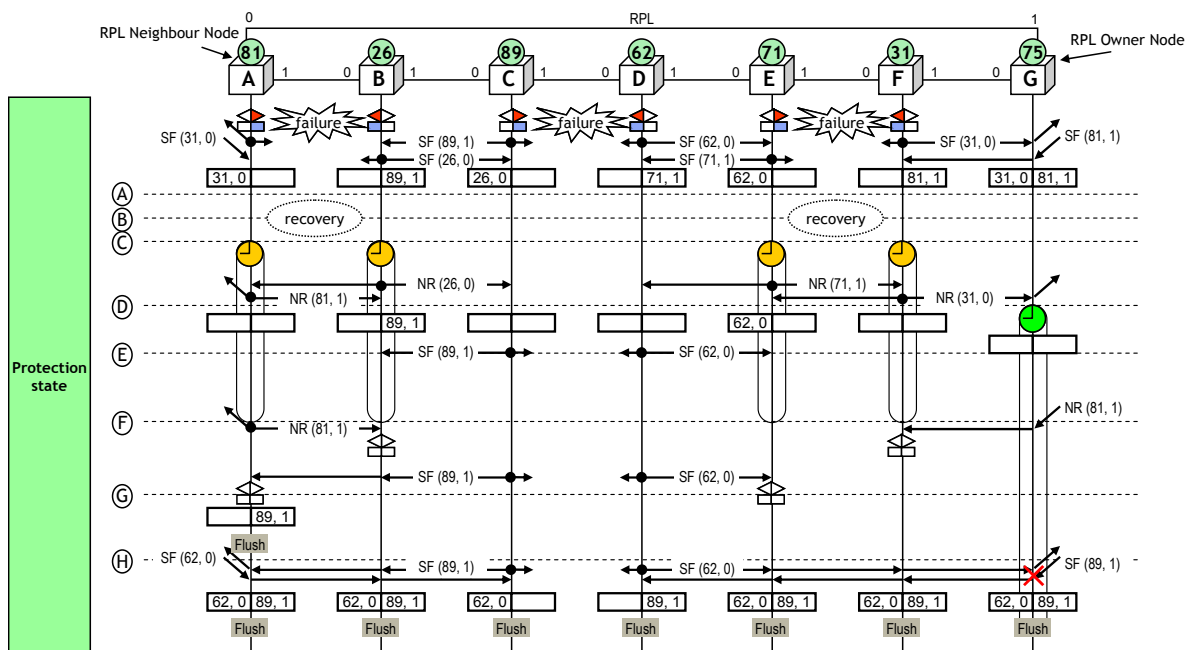 0 RPL 1
RPL Neighbour Node
RPL Owner Node
81 26 89 62 71 31 75
A B C D E F G
1 0 1 0 1 0 1 0 1 0 1 0
failure failure failure
SF (31, 0) SF (89, 1) SF (62, 0) SF (31, 0) SF (81, 1)
SF (26, 0) SF (71, 1)
31, 0 89, 1 26, 0 71, 1 62, 0 81, 1 31, 0 81, 1
A
B recovery recovery
C
NR (26, 0) NR (71, 1)
NR (81, 1) NR (31, 0)
D
89, 1 62, 0
E SF (89, 1) SF (62, 0)
Protection
state
F NR (81, 1) NR (81, 1)
SF (89, 1) SF (62, 0)
G
89, 1
Flush
H SF (62, 0) SF (89, 1) SF (62, 0) SF (89, 1)
62, 0 89, 1 62, 0 89, 1 62, 0 89, 1 62, 0 89, 1 62, 0 89, 1 62, 0 89, 1
Flush Flush Flush Flush Flush